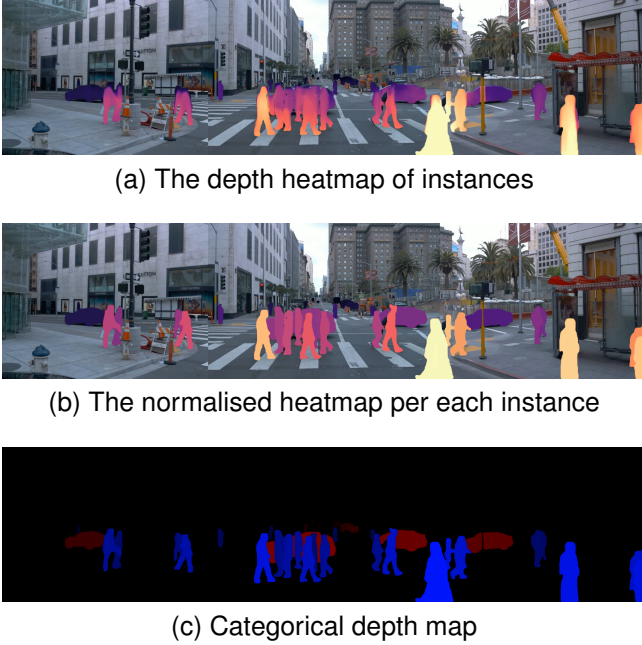 (a) The depth heatmap of instances
(b) The normalised heatmap per each instance
(c) Categorical depth map